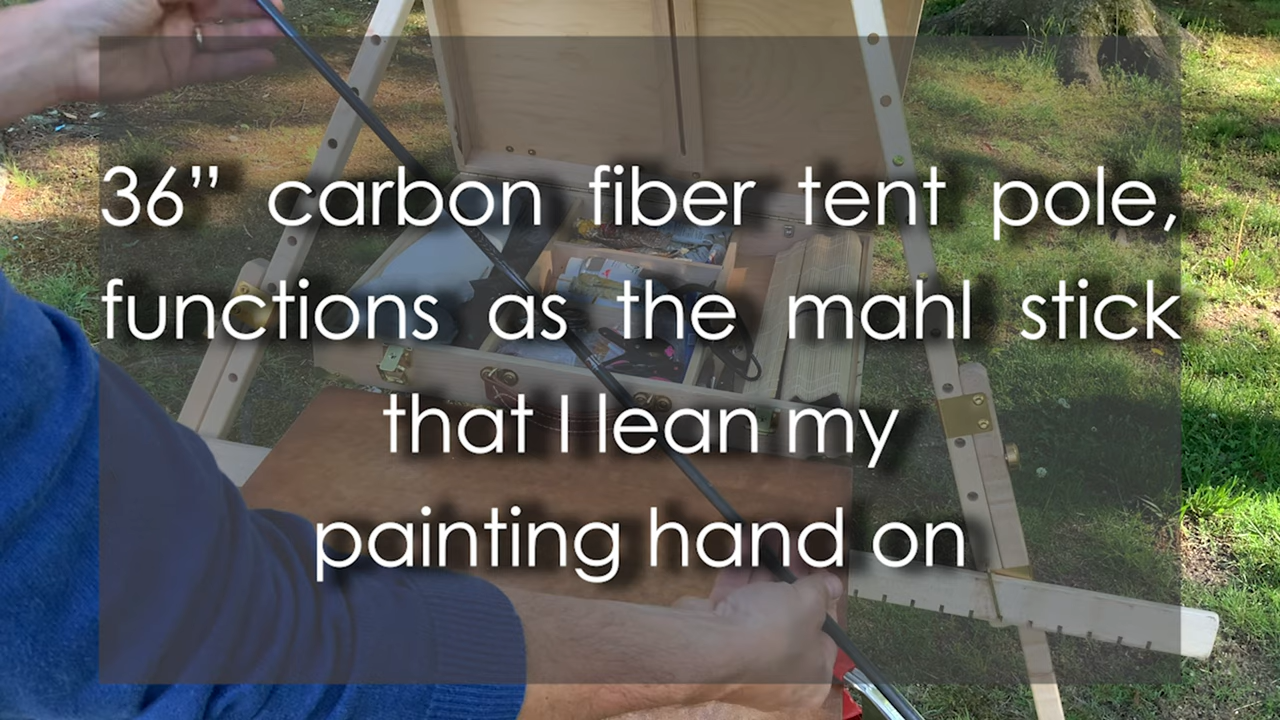 36” carbon fiber tent pole,
functions as the mahl stick
that I lean my
painting hand on